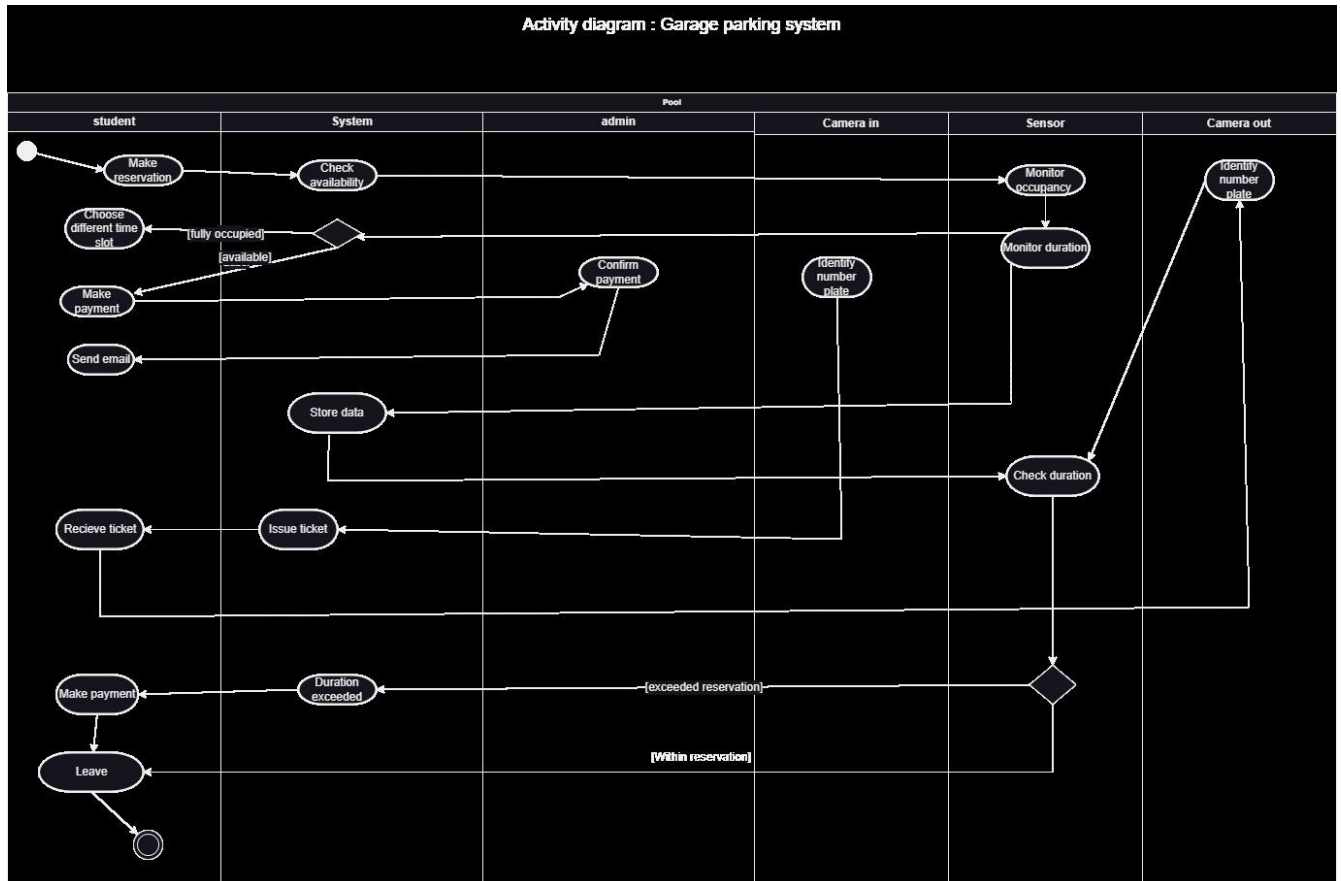 Activity diagram : Garage parking system
Pool
student
System
admin
Camera in
Sensor
Camera out
Make
reservation
Check
availability
Monitor
occupancy
Identify
number
plate
Choose
different time
slot
[fully occupied]
Monitor duration
[available]
Confirm
payment
Identify
number
plate
Make
payment
Send email
Store data
Check duration
Recieve ticket
Issue ticket
Make payment
Duration
exceeded
[exceeded reservation]
[Within reservation]
Leave